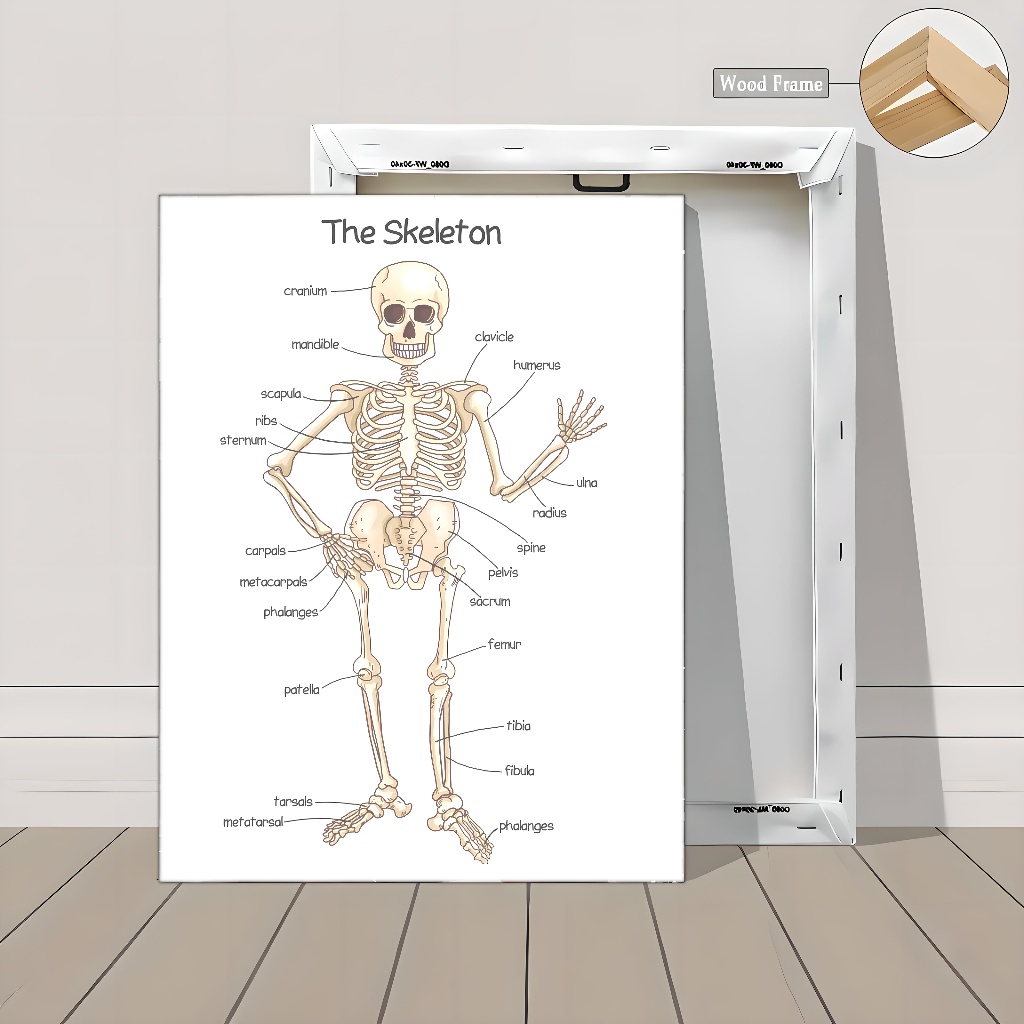 Wood Frame
The Skeleton
cranium
mandible
clavicle
humerus
scapula
ribs
sternum
ulna
radius
spine
carpals
pelvis
metacarpals
sacrum
phalanges
femur
patella
tibia
fibula
tarsals
metatarsal
phalanges